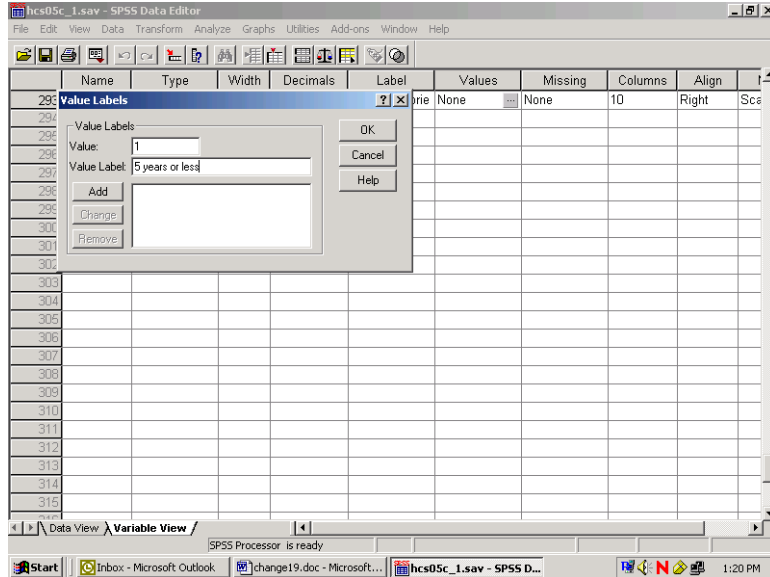 hcs05c_1.sav - SPSS Data Editor
File Edit View Data Transform Analyze Graphs Utilities Add-ons Window Help
Name Type Width Decimals Label Values Missing Columns Align
293 Value Labels None ... None 10 Right Sca
294 Value Labels OK
295 Value: 1
296 Value Label: 5 years or less Cancel
297 Help
298 Add
299
300 Change
301 Remove
302
303
304
305
306
307
308
309
310
311
312
313
314
315
Data View Variable View
SPSS Processor is ready
Start Inbox - Microsoft Outlook change19.doc - Microsoft... hcs05c_1.sav - SPSS D... 1:20 PM